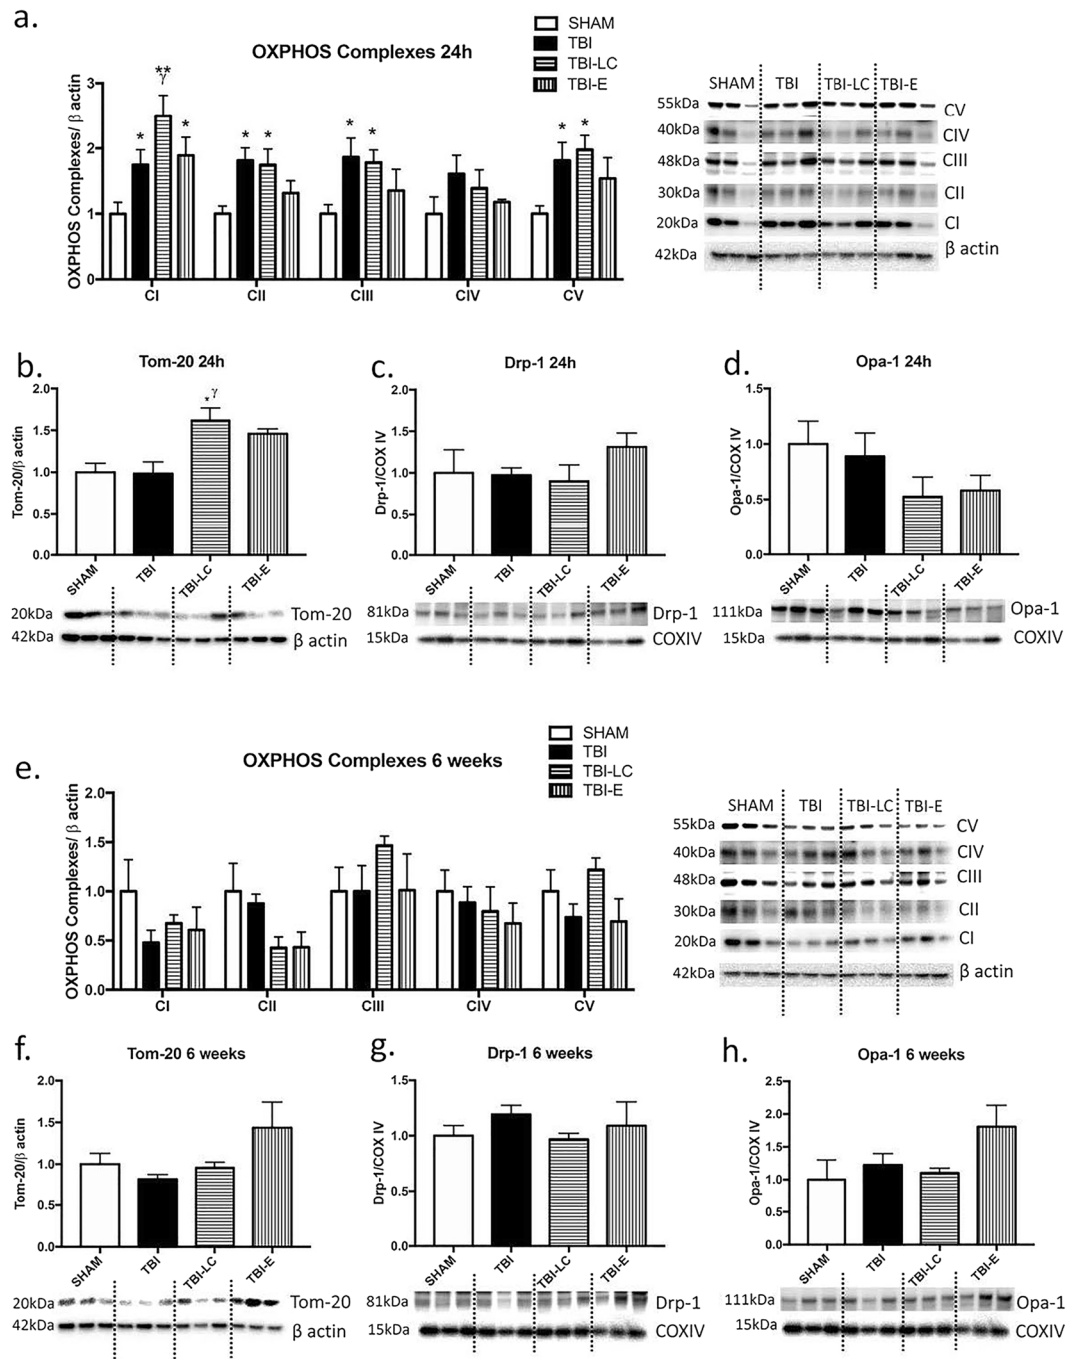 a.
SHAM
TBI
TBI-LC
TBI-E
OXPHOS Complexes 24h
OXPHOS Complexes/ β actin
3
2
1
0
** γ
* * * * * * * * *
CI CII CIII CIV CV
SHAM TBI TBI-LC TBI-E
55kDa CV
40kDa CIV
48kDa CIII
30kDa CII
20kDa CI
42kDa β actin
b.
Tom-20 24h
Tom-20/β actin
2.0
1.5
1.0
0.5
0.0
* γ
SHAM TBI TBI-LC TBI-E
20kDa Tom-20
42kDa β actin
c.
Drp-1 24h
Drp-1/COX IV
2.0
1.5
1.0
0.5
0.0
SHAM TBI TBI-LC TBI-E
81kDa Drp-1
15kDa COXIV
d.
Opa-1 24h
Opa-1/COX IV
1.5
1.0
0.5
0.0
SHAM TBI TBI-LC TBI-E
111kDa Opa-1
15kDa COXIV
e.
SHAM
TBI
TBI-LC
TBI-E
OXPHOS Complexes 6 weeks
OXPHOS Complexes/ β actin
2.0
1.5
1.0
0.5
0.0
CI CII CIII CIV CV
SHAM TBI TBI-LC TBI-E
55kDa CV
40kDa CIV
48kDa CIII
30kDa CII
20kDa CI
42kDa β actin
f.
Tom-20 6 weeks
Tom-20/β actin
2.0
1.5
1.0
0.5
0.0
SHAM TBI TBI-LC TBI-E
20kDa Tom-20
42kDa β actin
g.
Drp-1 6 weeks
Drp-1/COX IV
1.5
1.0
0.5
0.0
SHAM TBI TBI-LC TBI-E
81kDa Drp-1
15kDa COXIV
h.
Opa-1 6 weeks
Opa-1/COX IV
2.5
2.0
1.5
1.0
0.5
0.0
SHAM TBI TBI-LC TBI-E
111kDa Opa-1
15kDa COXIV